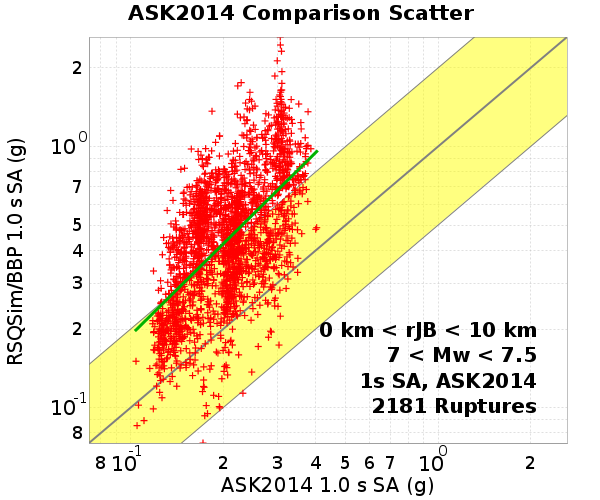 ASK2014 Comparison Scatter
RSQSim/BBP 1.0 s SA (g)
2
10^0
7
5
4
3
2
10^-1
8
0 km < rJB < 10 km
7 < Mw < 7.5
1s SA, ASK2014
2181 Ruptures
8 10^-1 2 3 4 5 6 7 10^0 2
ASK2014 1.0 s SA (g)